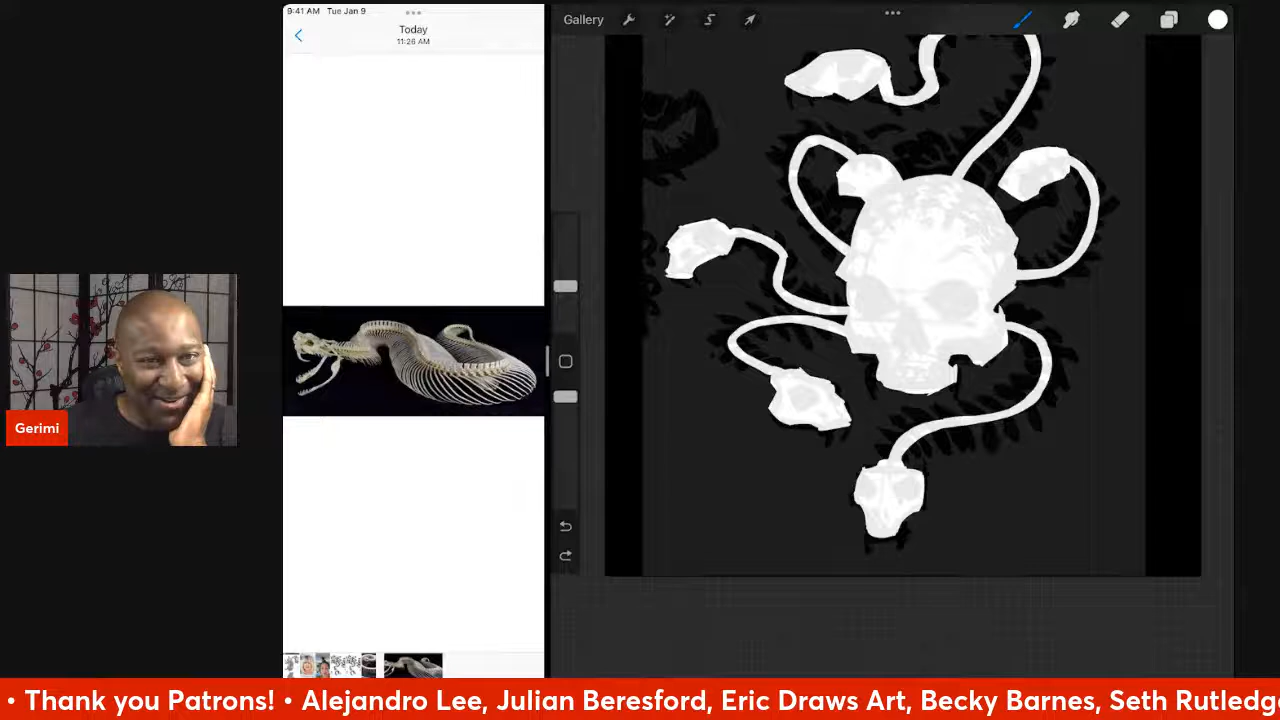 9:41 AM Tue Jan 9
Today
11:26 AM
Gallery
Gerimi
• Thank you Patrons! • Alejandro Lee, Julian Beresford, Eric Draws Art, Becky Barnes, Seth Rutledg